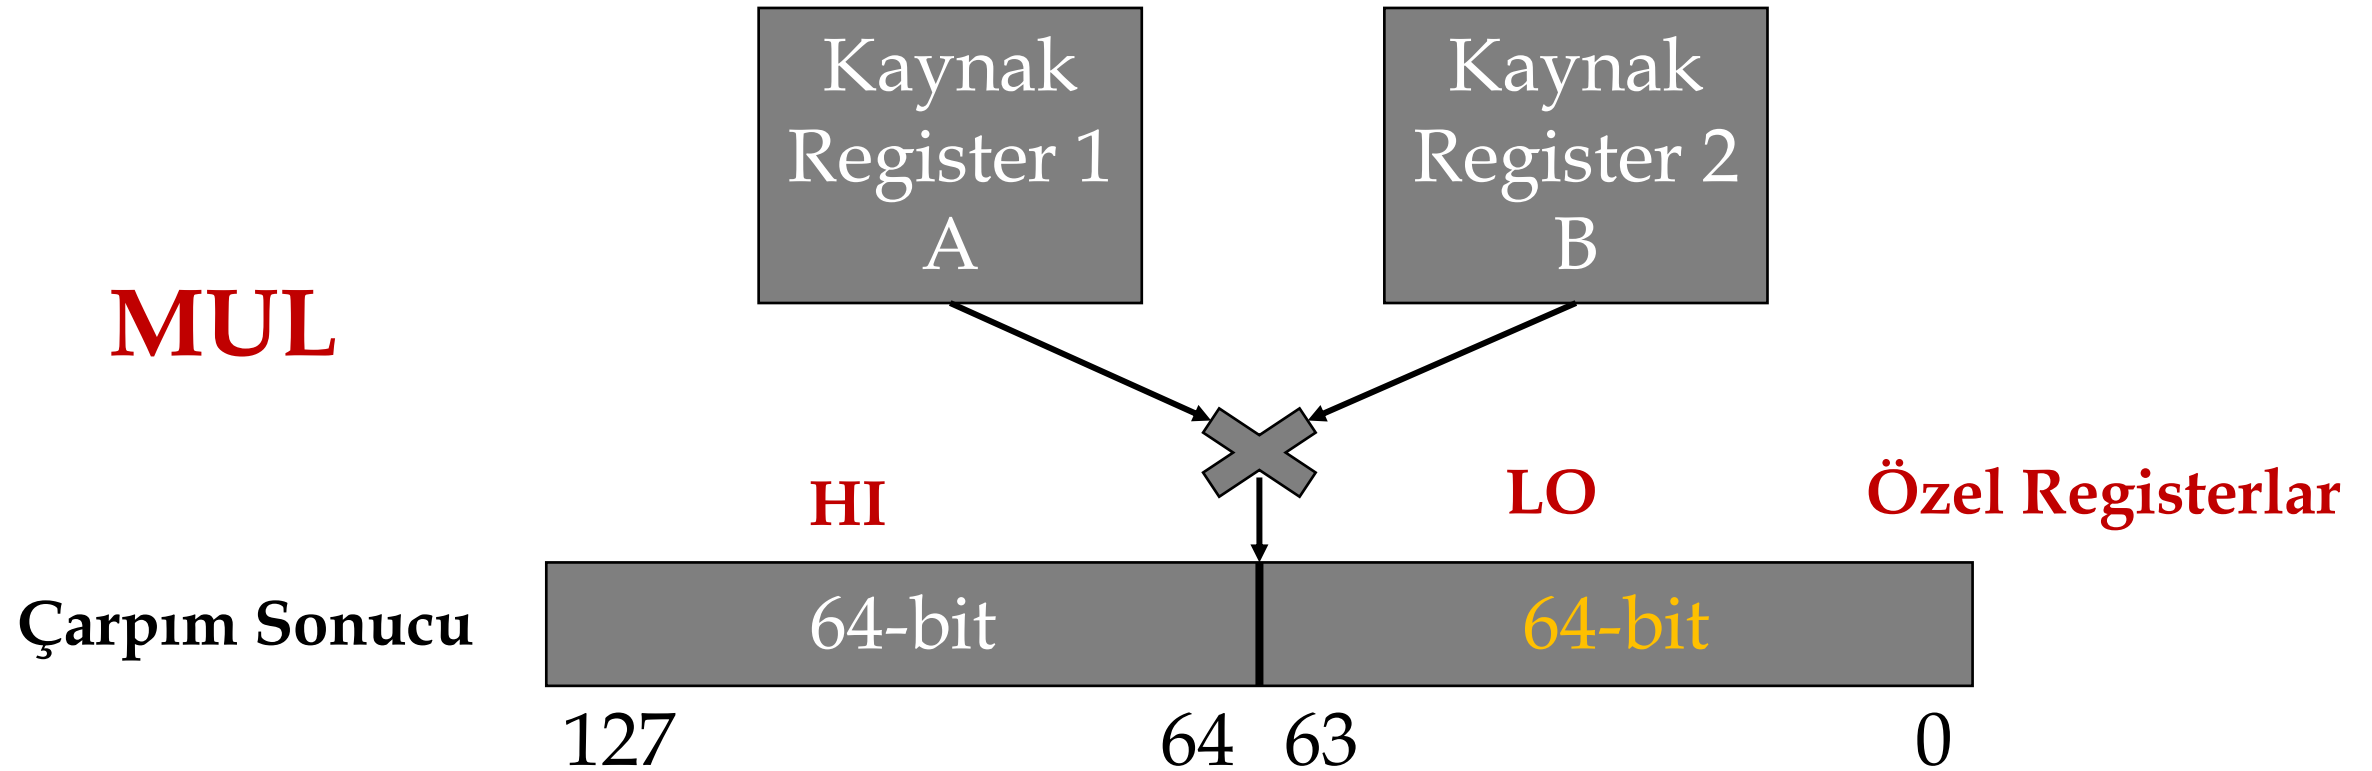 Kaynak
Register 1
A
Kaynak
Register 2
B
MUL
HI
LO
Özel Registerlar
Çarpım Sonucu
64-bit
64-bit
127
64
63
0